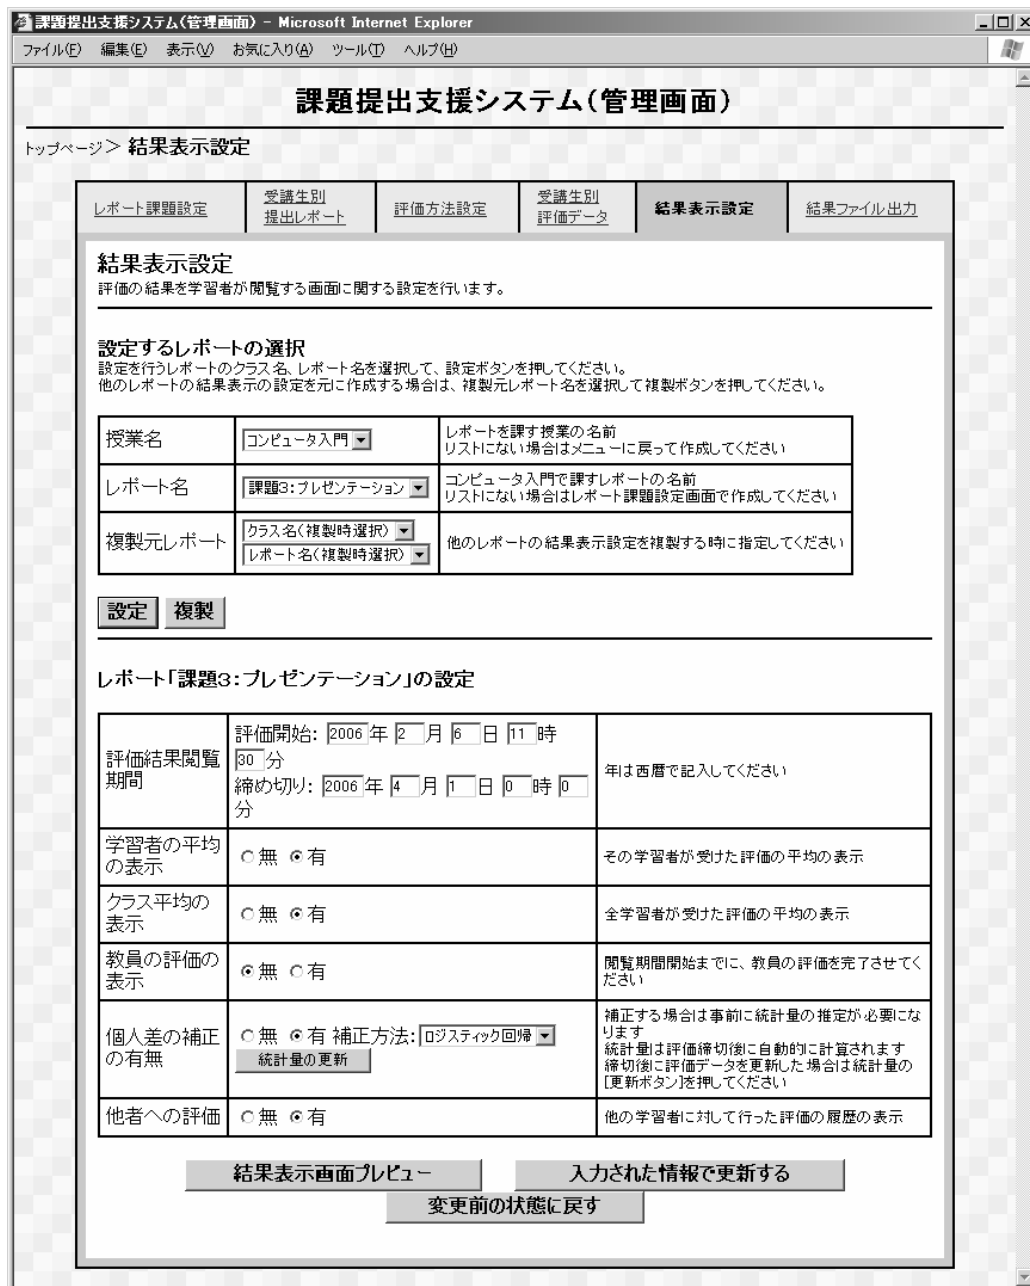 課題提出支援システム(管理画面) - Microsoft Internet Explorer
ファイル(F) 編集(E) 表示(V) お気に入り(A) ツール(T) ヘルプ(H)
課題提出支援システム(管理画面)
トップページ> 結果表示設定
レポート課題設定
受講生別
提出レポート
評価方法設定
受講生別
評価データ
結果表示設定
結果ファイル出力
結果表示設定
評価の結果を学習者が閲覧する画面に関する設定を行います。
設定するレポートの選択
設定を行うレポートのクラス名、レポート名を選択して、設定ボタンを押してください。
他のレポートの結果表示の設定を元に作成する場合は、複製元レポート名を選択して複製ボタンを押してください。
授業名
コンピュータ入門
レポートを課す授業の名前
リストにない場合はメニューに戻って作成してください
レポート名
課題3:プレゼンテーション
コンピュータ入門で課すレポートの名前
リストにない場合はレポート課題設定画面で作成してください
複製元レポート
クラス名(複製時選択)
レポート名(複製時選択)
他のレポートの結果表示設定を複製する時に指定してください
設定 複製
レポート「課題3:プレゼンテーション」の設定
評価結果閲覧
期間
評価開始: 2006 年 2 月 6 日 11 時
30 分
締め切り: 2006 年 4 月 1 日 0 時 0
分
年は西暦で記入してください
学習者の平均
の表示
無 有
その学習者が受けた評価の平均の表示
クラス平均の
表示
無 有
全学習者が受けた評価の平均の表示
教員の評価の
表示
無 有
閲覧期間開始までに、教員の評価を完了させてく
ださい
個人差の補正
の有無
無 有 補正方法: ロジスティック回帰
統計量の更新
補正する場合は事前に統計量の推定が必要にな
ります
統計量は評価締切後に自動的に計算されます
締切後に評価データを更新した場合は統計量の
[更新ボタン]を押してください
他者への評価
無 有
他の学習者に対して行った評価の履歴の表示
結果表示画面プレビュー 入力された情報で更新する
変更前の状態に戻す